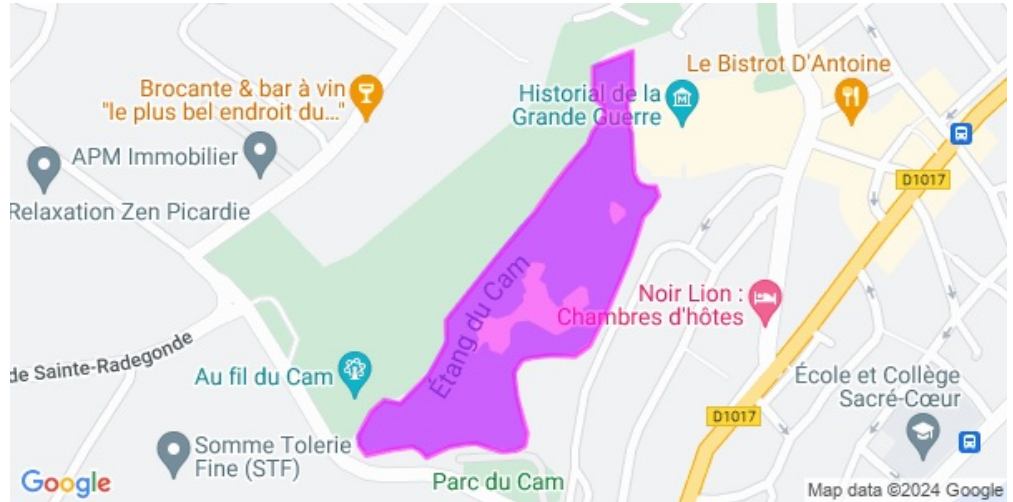 Le Bistrot D'Antoine
Brocante & bar à vin
"le plus bel endroit du..."
Historial de la
Grande Guerre
APM Immobilier
D1017
Relaxation Zen Picardie
Étang du Cam
Noir Lion :
Chambres d'hôtes
de Sainte-Radegonde
Au fil du Cam
École et Collège
Sacré-Cœur
D1017
Somme Tolerie
Fine (STF)
Parc du Cam
Google
Map data ©2024 Google